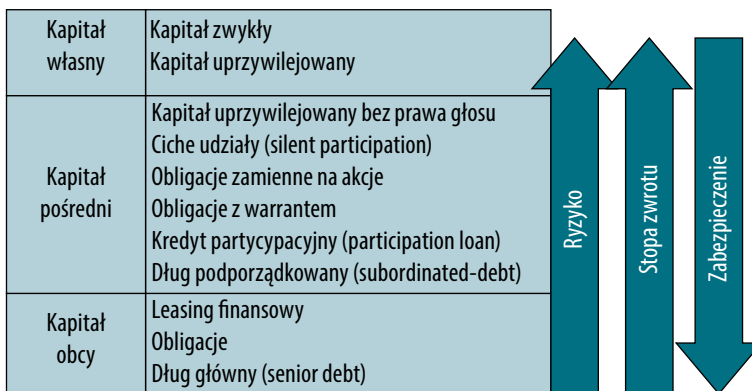 Kapitał
własny
Kapitał zwykły
Kapitał uprzywilejowany
Kapitał
pośredni
Kapitał uprzywilejowany bez prawa głosu
Ciche udziały (silent participation)
Obligacje zamienne na akcje
Obligacje z warrantem
Kredyt partycypacyjny (participation loan)
Dług podporządkowany (subordinated-debt)
Kapitał
obcy
Leasing finansowy
Obligacje
Dług główny (senior debt)
Ryzyko
Stopa zwrotu
Zabezpieczenie